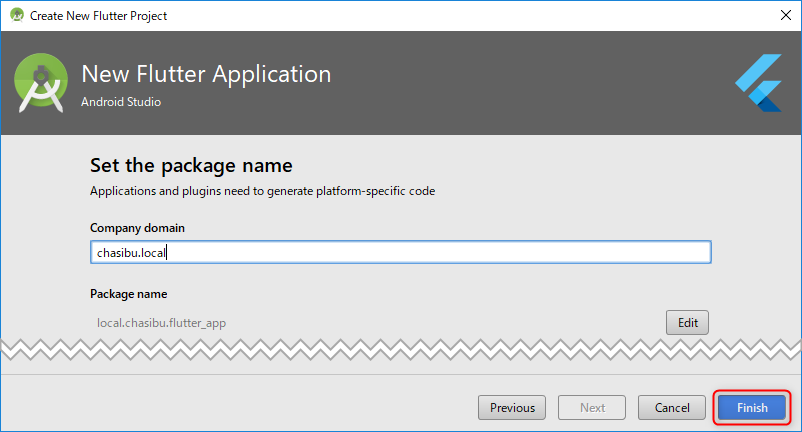 Create New Flutter Project
New Flutter Application
Android Studio
Set the package name
Applications and plugins need to generate platform-specific code
Company domain
chasibu.local
Package name
local.chasibu.flutter_app
Edit
Previous
Next
Cancel
Finish